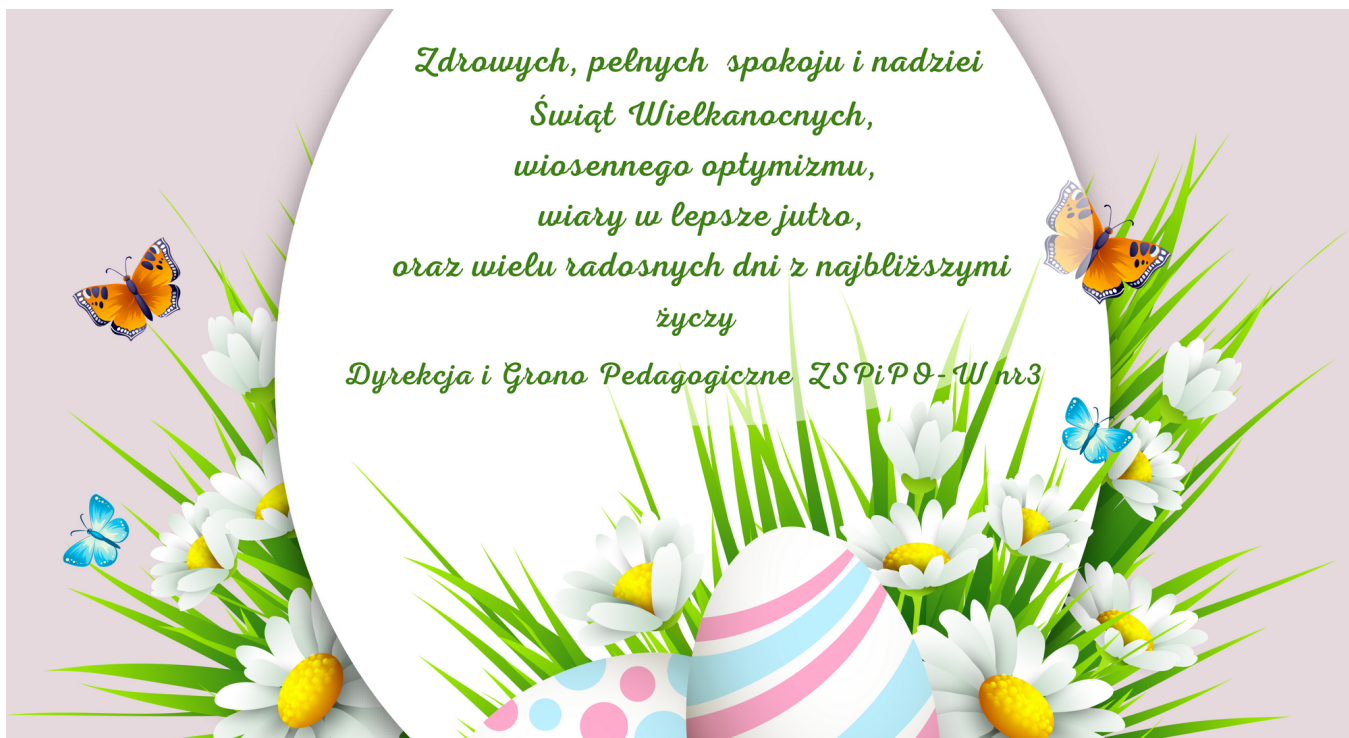 Zdrowych, pełnych spokoju i nadziei
Świąt Wielkanocnych,
wiosennego optymizmu,
wiary w lepsze jutro,
oraz wielu radosnych dni z najbliższymi
życzy
Dyrekcja i Grono Pedagogiczne ZSPiPO-W nr3